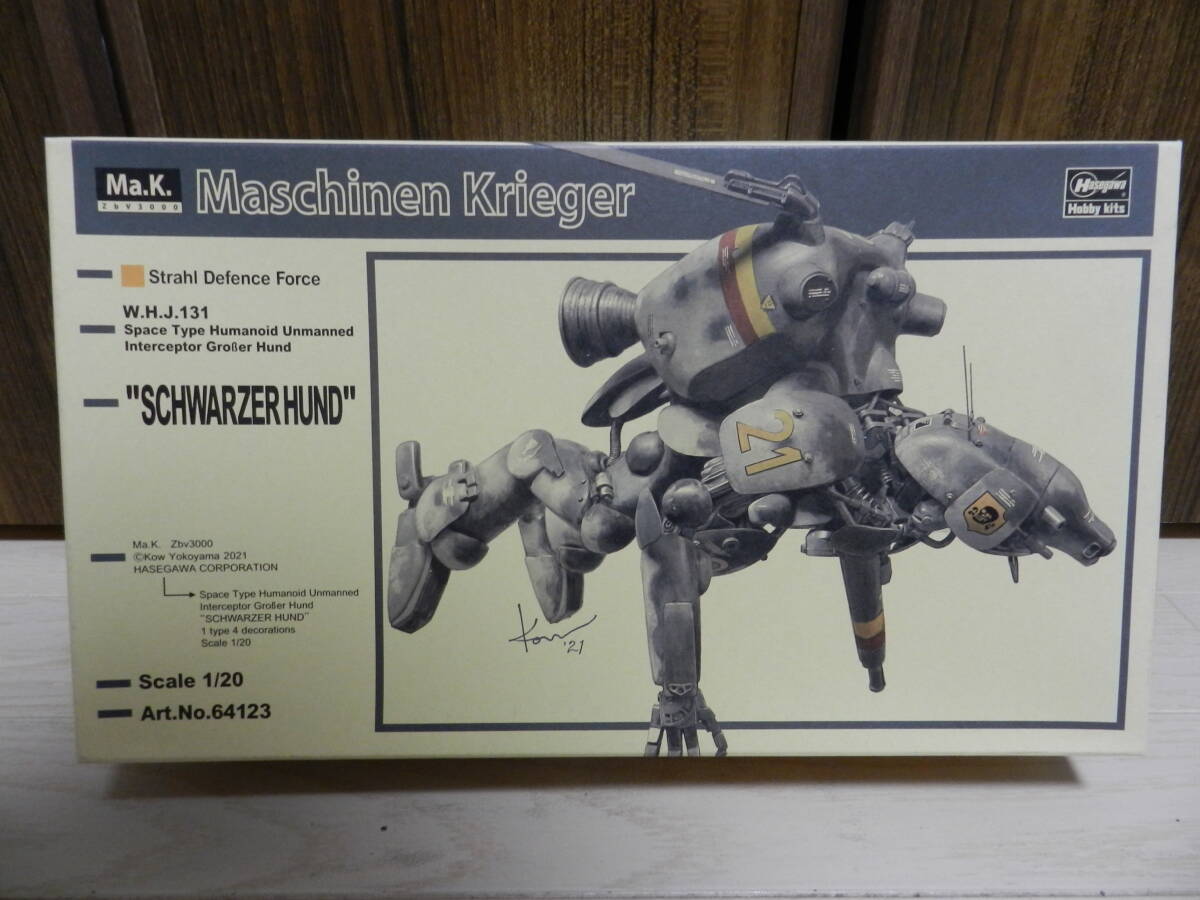 Ma.K.
ZbV3000
Maschinen Krieger
Hasegawa
Hobby kits
Strahl Defence Force
W.H.J.131
Space Type Humanoid Unmanned
Interceptor Großer Hund
"SCHWARZER HUND"
Ma.K. Zbv3000
©Kow Yokoyama 2021
HASEGAWA CORPORATION
Space Type Humanoid Unmanned
Interceptor Großer Hund
"SCHWARZER HUND"
1 type 4 decorations
Scale 1/20
Scale 1/20
Art.No.64123
21
Kow
'21